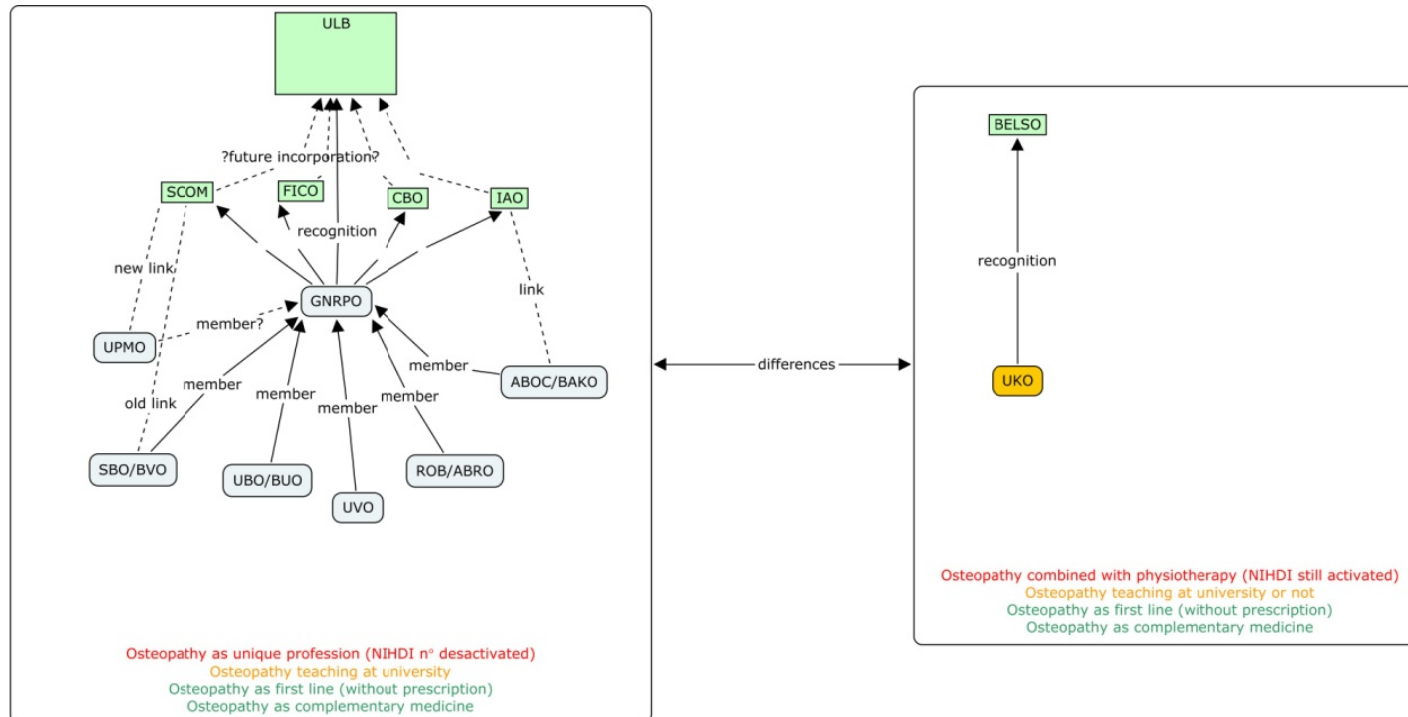 ULB
BELSO
?future incorporation?
SCOM
FICO
CBO
IAO
recognition
recognition
new link
link
GNRPO
member?
UPMO
member
differences
ABOC/BAKO
UKO
member
member
member
member
old link
SBO/BVO
UBO/BUO
ROB/ABRO
UVO
Osteopathy as unique profession (NIHDI n° desactivated)
Osteopathy teaching at university
Osteopathy as first line (without prescription)
Osteopathy as complementary medicine
Osteopathy combined with physiotherapy (NIHDI still activated)
Osteopathy teaching at university or not
Osteopathy as first line (without prescription)
Osteopathy as complementary medicine